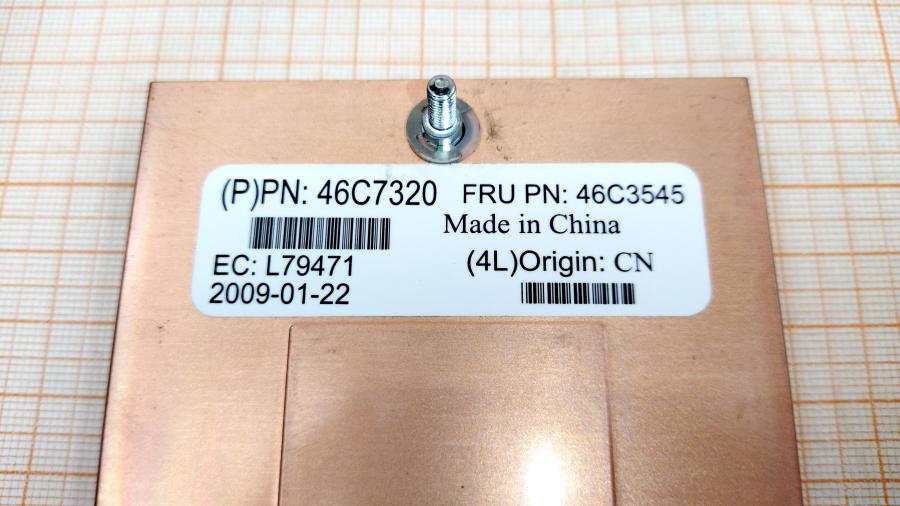 (P)PN: 46C7320 FRU PN: 46C3545
Made in China
EC: L79471 (4L)Origin: CN
2009-01-22